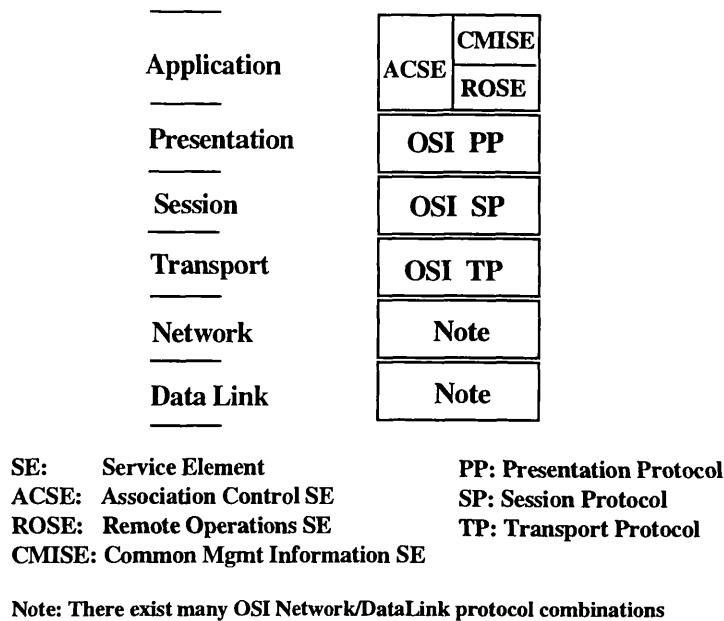 Application
ACSE
CMISE
ROSE
Presentation
OSI PP
Session
OSI SP
Transport
OSI TP
Network
Note
Data Link
Note
SE: Service Element
ACSE: Association Control SE
ROSE: Remote Operations SE
CMISE: Common Mgmt Information SE
PP: Presentation Protocol
SP: Session Protocol
TP: Transport Protocol
Note: There exist many OSI Network/DataLink protocol combinations